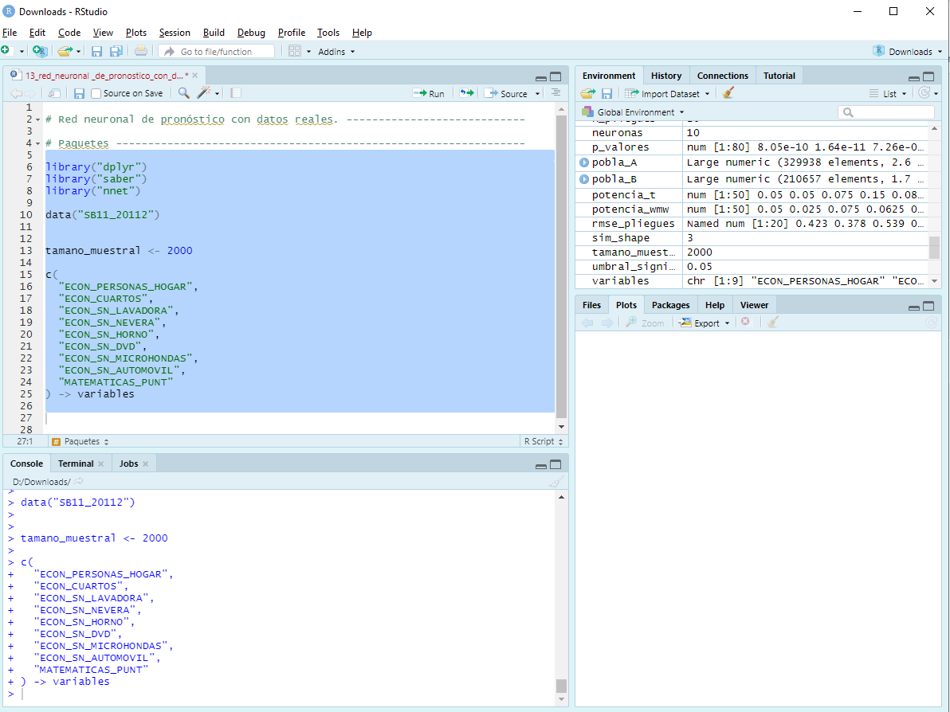 Downloads - RStudio
File Edit Code View Plots Session Build Debug Profile Tools Help
Go to file/function Addins Downloads
13_red_neuronal _de_pronostico_con_d...*
Source on Save Run Source
1
2 # Red neuronal de pronóstico con datos reales. ---------------------------
3
4 # Paquetes --------------------------------------------------------------
5
6 library("dplyr")
7 library("saber")
8 library("nnet")
9
10 data("SB11_20112")
11
12
13 tamano_muestral <- 2000
14
15 c(
16 "ECON_PERSONAS_HOGAR",
17 "ECON_CUARTOS",
18 "ECON_SN_LAVADORA",
19 "ECON_SN_NEVERA",
20 "ECON_SN_HORNO",
21 "ECON_SN_DVD",
22 "ECON_SN_MICROHONDAS",
23 "ECON_SN_AUTOMOVIL",
24 "MATEMATICAS_PUNT"
25 ) -> variables
26
27
28
27:1 Paquetes R Script
Console Terminal Jobs
D:/Downloads/
>
> data("SB11_20112")
>
>
> tamano_muestral <- 2000
>
> c(
+ "ECON_PERSONAS_HOGAR",
+ "ECON_CUARTOS",
+ "ECON_SN_LAVADORA",
+ "ECON_SN_NEVERA",
+ "ECON_SN_HORNO",
+ "ECON_SN_DVD",
+ "ECON_SN_MICROHONDAS",
+ "ECON_SN_AUTOMOVIL",
+ "MATEMATICAS_PUNT"
+ ) -> variables
>
Environment History Connections Tutorial
Import Dataset List
Global Environment
neuronas 10
p_valores num [1:80] 8.05e-10 1.64e-11 7.26e-0...
pobla_A Large numeric (329938 elements, 2.6 ...
pobla_B Large numeric (210657 elements, 1.7 ...
potencia_t num [1:50] 0.05 0.05 0.075 0.15 0.08...
potencia_wmw num [1:50] 0.05 0.025 0.075 0.0625 0...
rmse_pliegues Named num [1:20] 0.423 0.378 0.539 0...
sim_shape 3
tamano_muest... 2000
umbral_signi... 0.05
variables chr [1:9] "ECON_PERSONAS_HOGAR" "ECO...
Files Plots Packages Help Viewer
Zoom Export